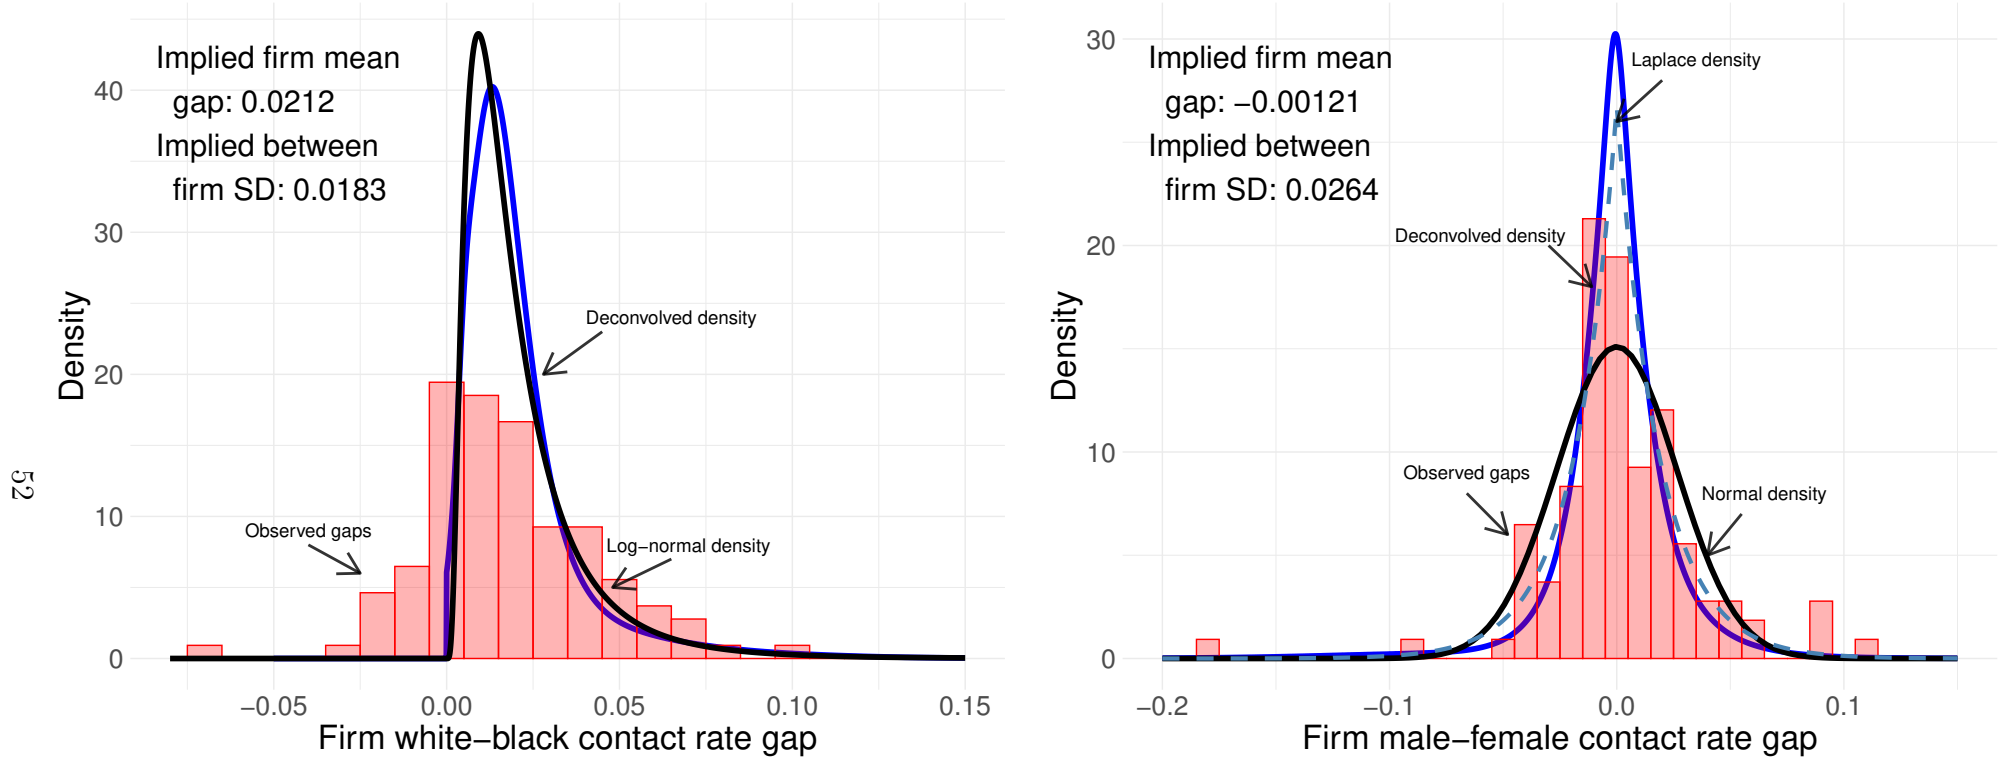 Implied firm mean
gap: 0.0212
Implied between
firm SD: 0.0183
Deconvolved density
Observed gaps
Log−normal density
Density
40
30
20
10
0
−0.05
0.00
0.05
0.10
0.15
Firm white−black contact rate gap
52
Implied firm mean
gap: −0.00121
Implied between
firm SD: 0.0264
Laplace density
Deconvolved density
Observed gaps
Normal density
Density
30
20
10
0
−0.2
−0.1
0.0
0.1
Firm male−female contact rate gap